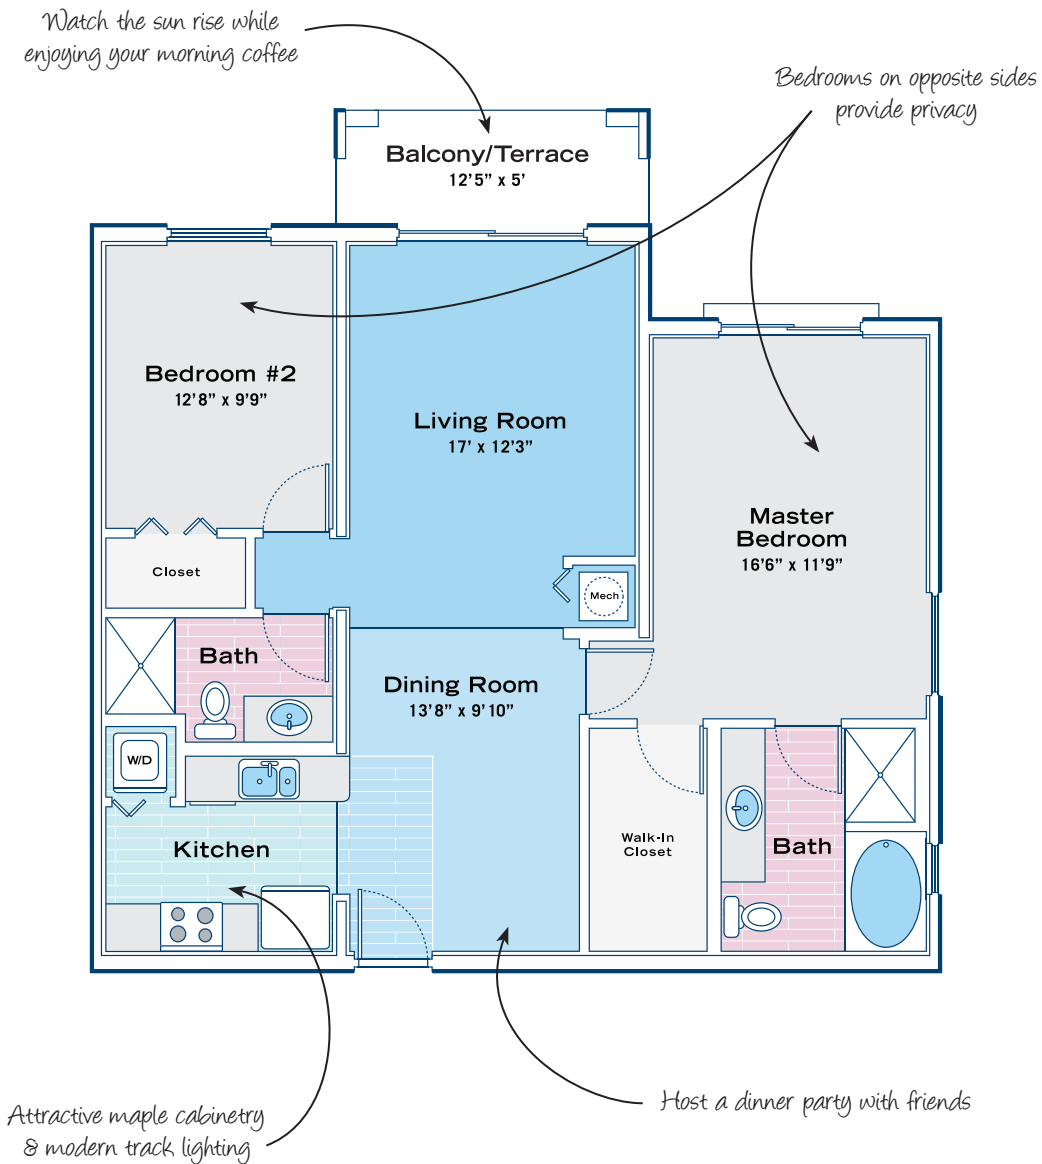 Watch the sun rise while
enjoying your morning coffee
Bedrooms on opposite sides
provide privacy
Balcony/Terrace
12'5” x 5'
Bedroom #2
12'8” x 9'9”
Living Room
17' x 12'3”
Master
Bedroom
16'6” x 11'9”
Closet
Mech
Bath
Dining Room
13'8” x 9'10”
W/D
Kitchen
Walk-In
Closet
Bath
Host a dinner party with friends
Attractive maple cabinetry
& modern track lighting